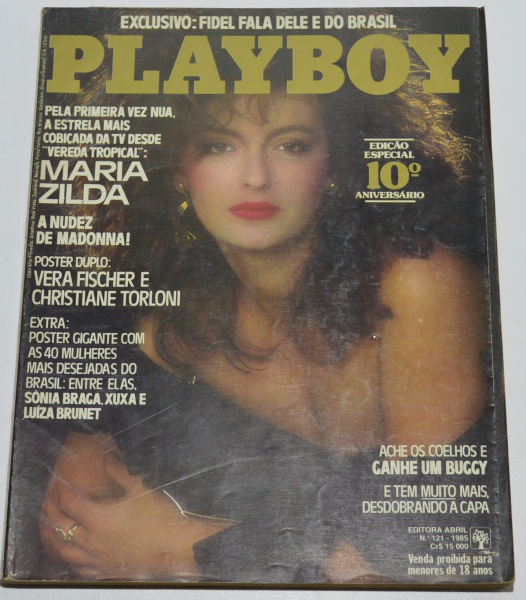 EXCLUSIVO: FIDEL FALA DELE E DO BRASIL
PLAYBOY
PELA PRIMEIRA VEZ NUA,
A ESTRELA MAIS
COBIÇADA DA TV DESDE
"VEREDA TROPICAL":
MARIA
ZILDA
A NUDEZ
DE MADONNA!
POSTER DUPLO:
VERA FISCHER E
CHRISTIANE TORLONI
EXTRA:
POSTER GIGANTE COM
AS 40 MULHERES
MAIS DESEJADAS DO
BRASIL: ENTRE ELAS,
SÔNIA BRAGA, XUXA E
LUÍZA BRUNET
EDIÇÃO
ESPECIAL
10º
ANIVERSÁRIO
ACHE OS COELHOS E
GANHE UM BUGGY
E TEM MUITO MAIS,
DESDOBRANDO A CAPA
EDITORA ABRIL
N.º 121 - 1985
Cr$ 15 000
Venda proibida para
menores de 18 anos